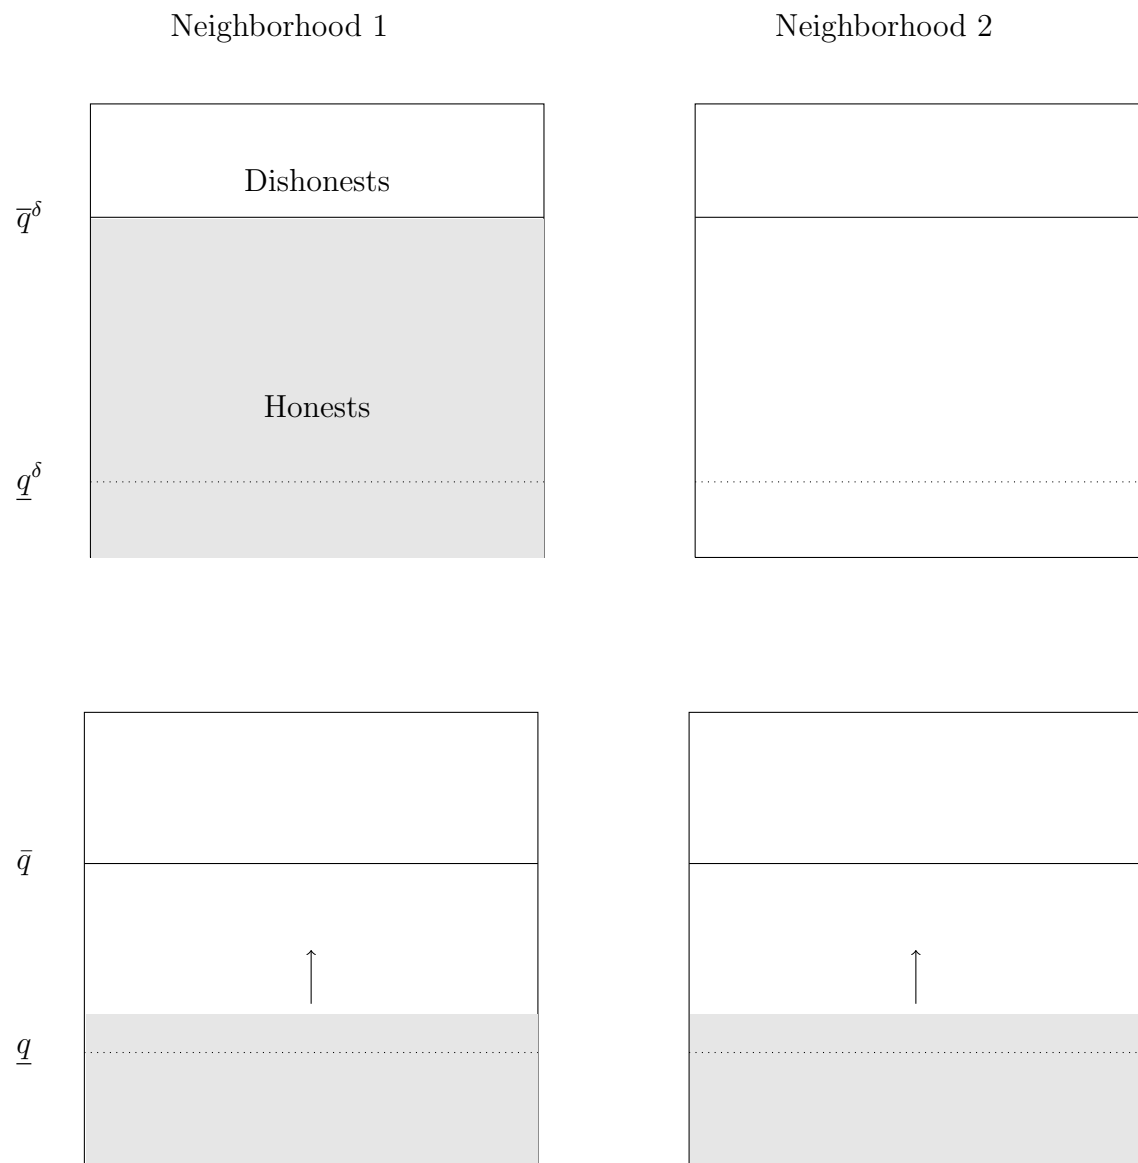 Neighborhood 1 Neighborhood 2
Dishonests
q̅^δ
Honests
q̲^δ
q̄
q̲